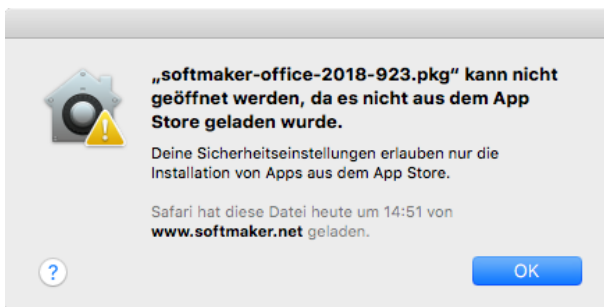 „softmaker-office-2018-923.pkg“ kann nicht
geöffnet werden, da es nicht aus dem App
Store geladen wurde.
Deine Sicherheitseinstellungen erlauben nur die
Installation von Apps aus dem App Store.
Safari hat diese Datei heute um 14:51 von
www.softmaker.net geladen.
?
OK